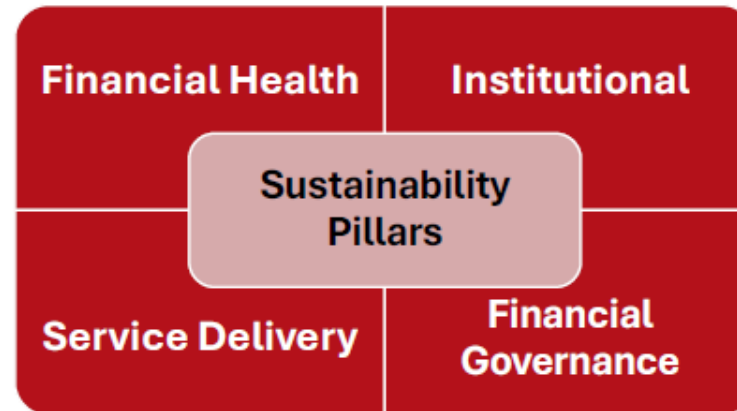 Financial Health
Institutional
Sustainability
Pillars
Service Delivery
Financial
Governance